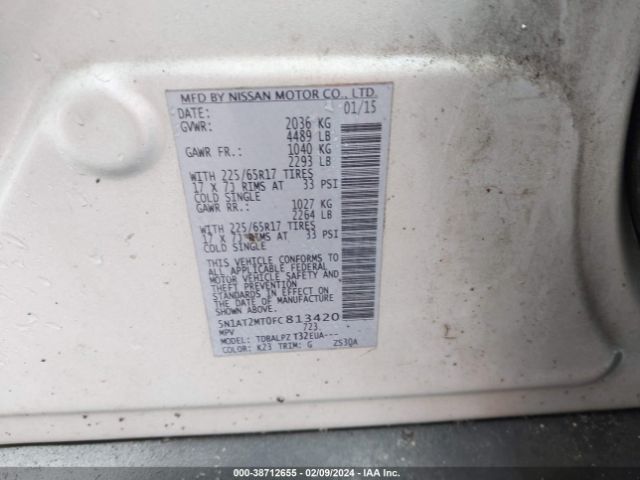 MFD BY NISSAN MOTOR CO., LTD.
DATE: 01/15
GVWR: 2036 KG
4489 LB
GAWR FR.: 1040 KG
2293 LB
WITH 225/65R17 TIRES
17 X 7J RIMS AT 33 PSI
COLD SINGLE
GAWR RR.: 1027 KG
2264 LB
WITH 225/65R17 TIRES
17 X 7J RIMS AT 33 PSI
COLD SINGLE
THIS VEHICLE CONFORMS TO
ALL APPLICABLE FEDERAL
MOTOR VEHICLE SAFETY AND
THEFT PREVENTION
STANDARDS IN EFFECT ON
THE DATE OF MANUFACTURE
SHOWN ABOVE
5N1AT2MT0FC813420
MPV 723
MODEL: TDBALPZ T32EUA---
COLOR: K23 TRIM: G ZS30A
000-38712655 - 02/09/2024 - IAA Inc.